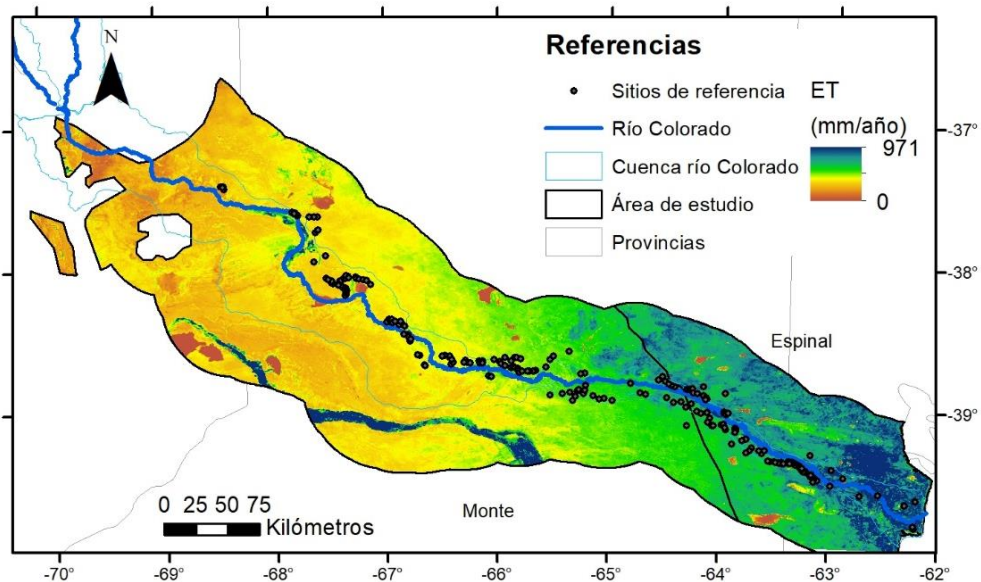 N
Referencias
Sitios de referencia
Río Colorado
Cuenca río Colorado
Área de estudio
Provincias
ET
(mm/año)
971
0
-37°
-38°
-39°
Espinal
Monte
0 25 50 75
Kilómetros
-70° -69° -68° -67° -66° -65° -64° -63° -62°